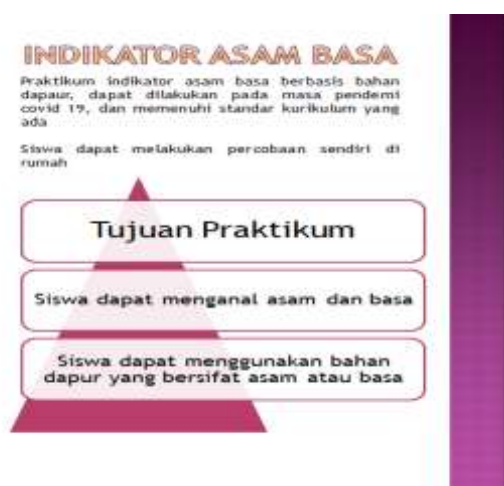 INDIKATOR ASAM BASA
Praktikum indikator asam basa berbasis bahan
dapaur, dapat dilakukan pada masa pendemi
covid 19, dan memenuhi standar kurikulum yang
ada
Siswa dapat melakukan percobaan sendiri di
rumah
Tujuan Praktikum
Siswa dapat menganal asam dan basa
Siswa dapat menggunakan bahan
dapur yang bersifat asam atau basa